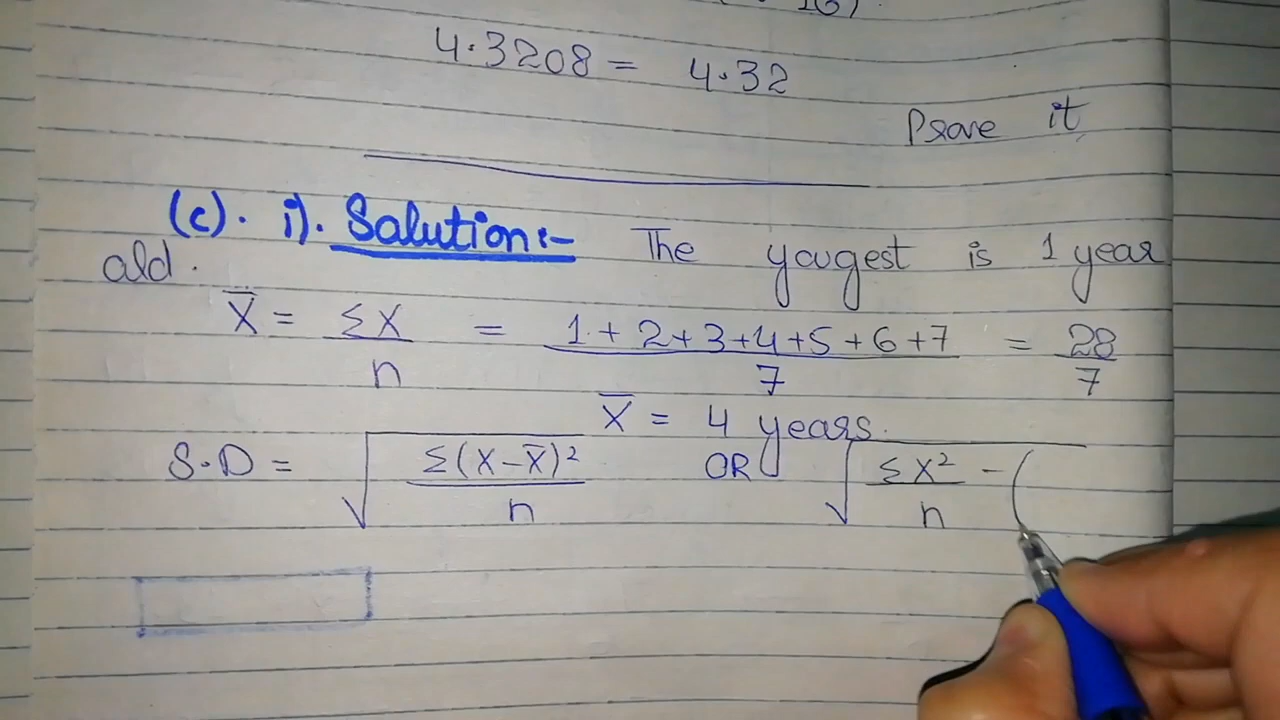 4.3208 = 4.32
Prove it
(c). i). Solution:- The yougest is 1 year
old.
X̄ = ΣX / n = 1 + 2 + 3 + 4 + 5 + 6 + 7 / 7 = 28 / 7
X̄ = 4 years.
S.D = √ Σ(X - X̄)² / n OR √ ΣX² / n - (